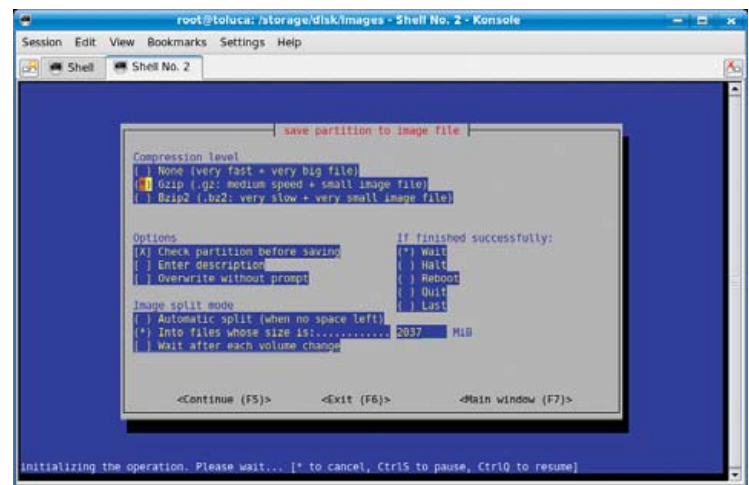 root@toluca: /storage/disk/images - Shell No. 2 - Konsole
Session Edit View Bookmarks Settings Help
Shell Shell No. 2
save partition to image file
Compression level
( ) None (very fast + very big file)
(*) Gzip (.gz: medium speed + small image file)
( ) Bzip2 (.bz2: very slow + very small image file)
Options If finished successfully:
[X] Check partition before saving (*) Wait
[ ] Enter description ( ) Halt
[ ] Overwrite without prompt ( ) Reboot
( ) Quit
Image split mode ( ) Last
( ) Automatic split (when no space left)
(*) Into files whose size is:............ 2037 MiB
[ ] Wait after each volume change
<Continue (F5)> <Exit (F6)> <Main window (F7)>
initializing the operation. Please wait... [* to cancel, CtrlS to pause, CtrlQ to resume]